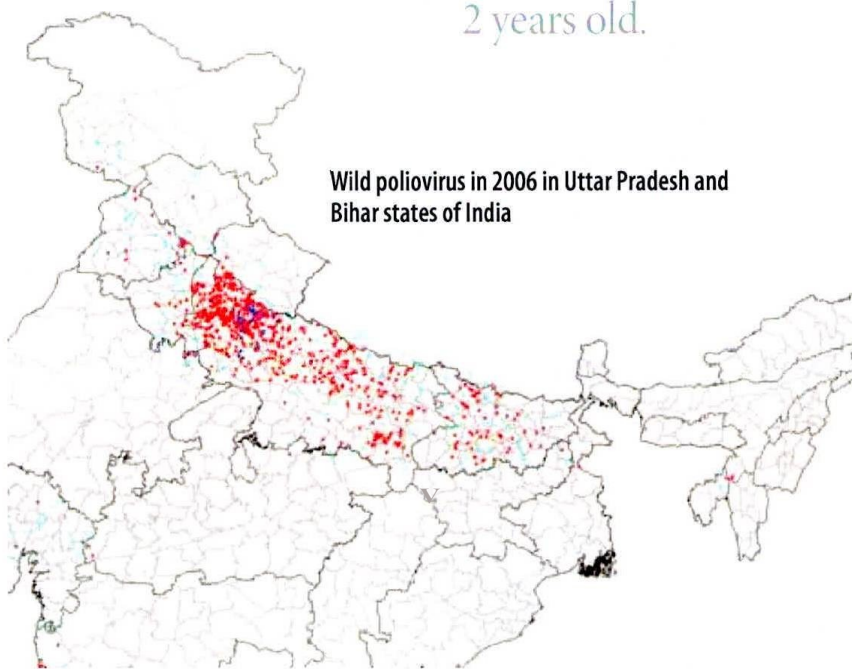 2 years old.
Wild poliovirus in 2006 in Uttar Pradesh and
Bihar states of India